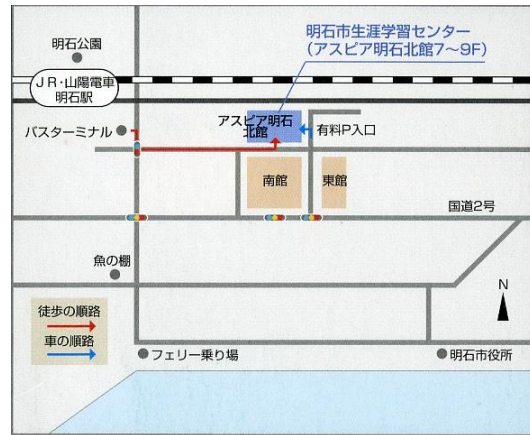 明石市生涯学習センター
(アスピア明石北館7～9F)
明石公園
JR・山陽電車
明石駅
バスターミナル
アスピア明石
北館
有料P入口
南館
東館
国道2号
魚の棚
N
徒歩の順路
車の順路
フェリー乗り場
明石市役所